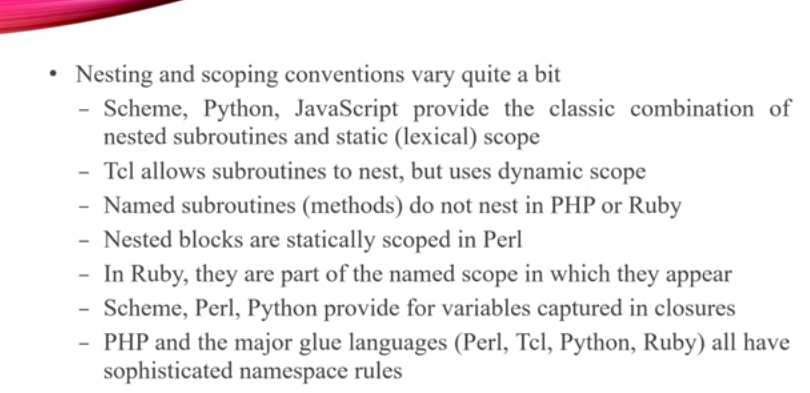 • Nesting and scoping conventions vary quite a bit
– Scheme, Python, JavaScript provide the classic combination of
nested subroutines and static (lexical) scope
– Tcl allows subroutines to nest, but uses dynamic scope
– Named subroutines (methods) do not nest in PHP or Ruby
– Nested blocks are statically scoped in Perl
– In Ruby, they are part of the named scope in which they appear
– Scheme, Perl, Python provide for variables captured in closures
– PHP and the major glue languages (Perl, Tcl, Python, Ruby) all have
sophisticated namespace rules